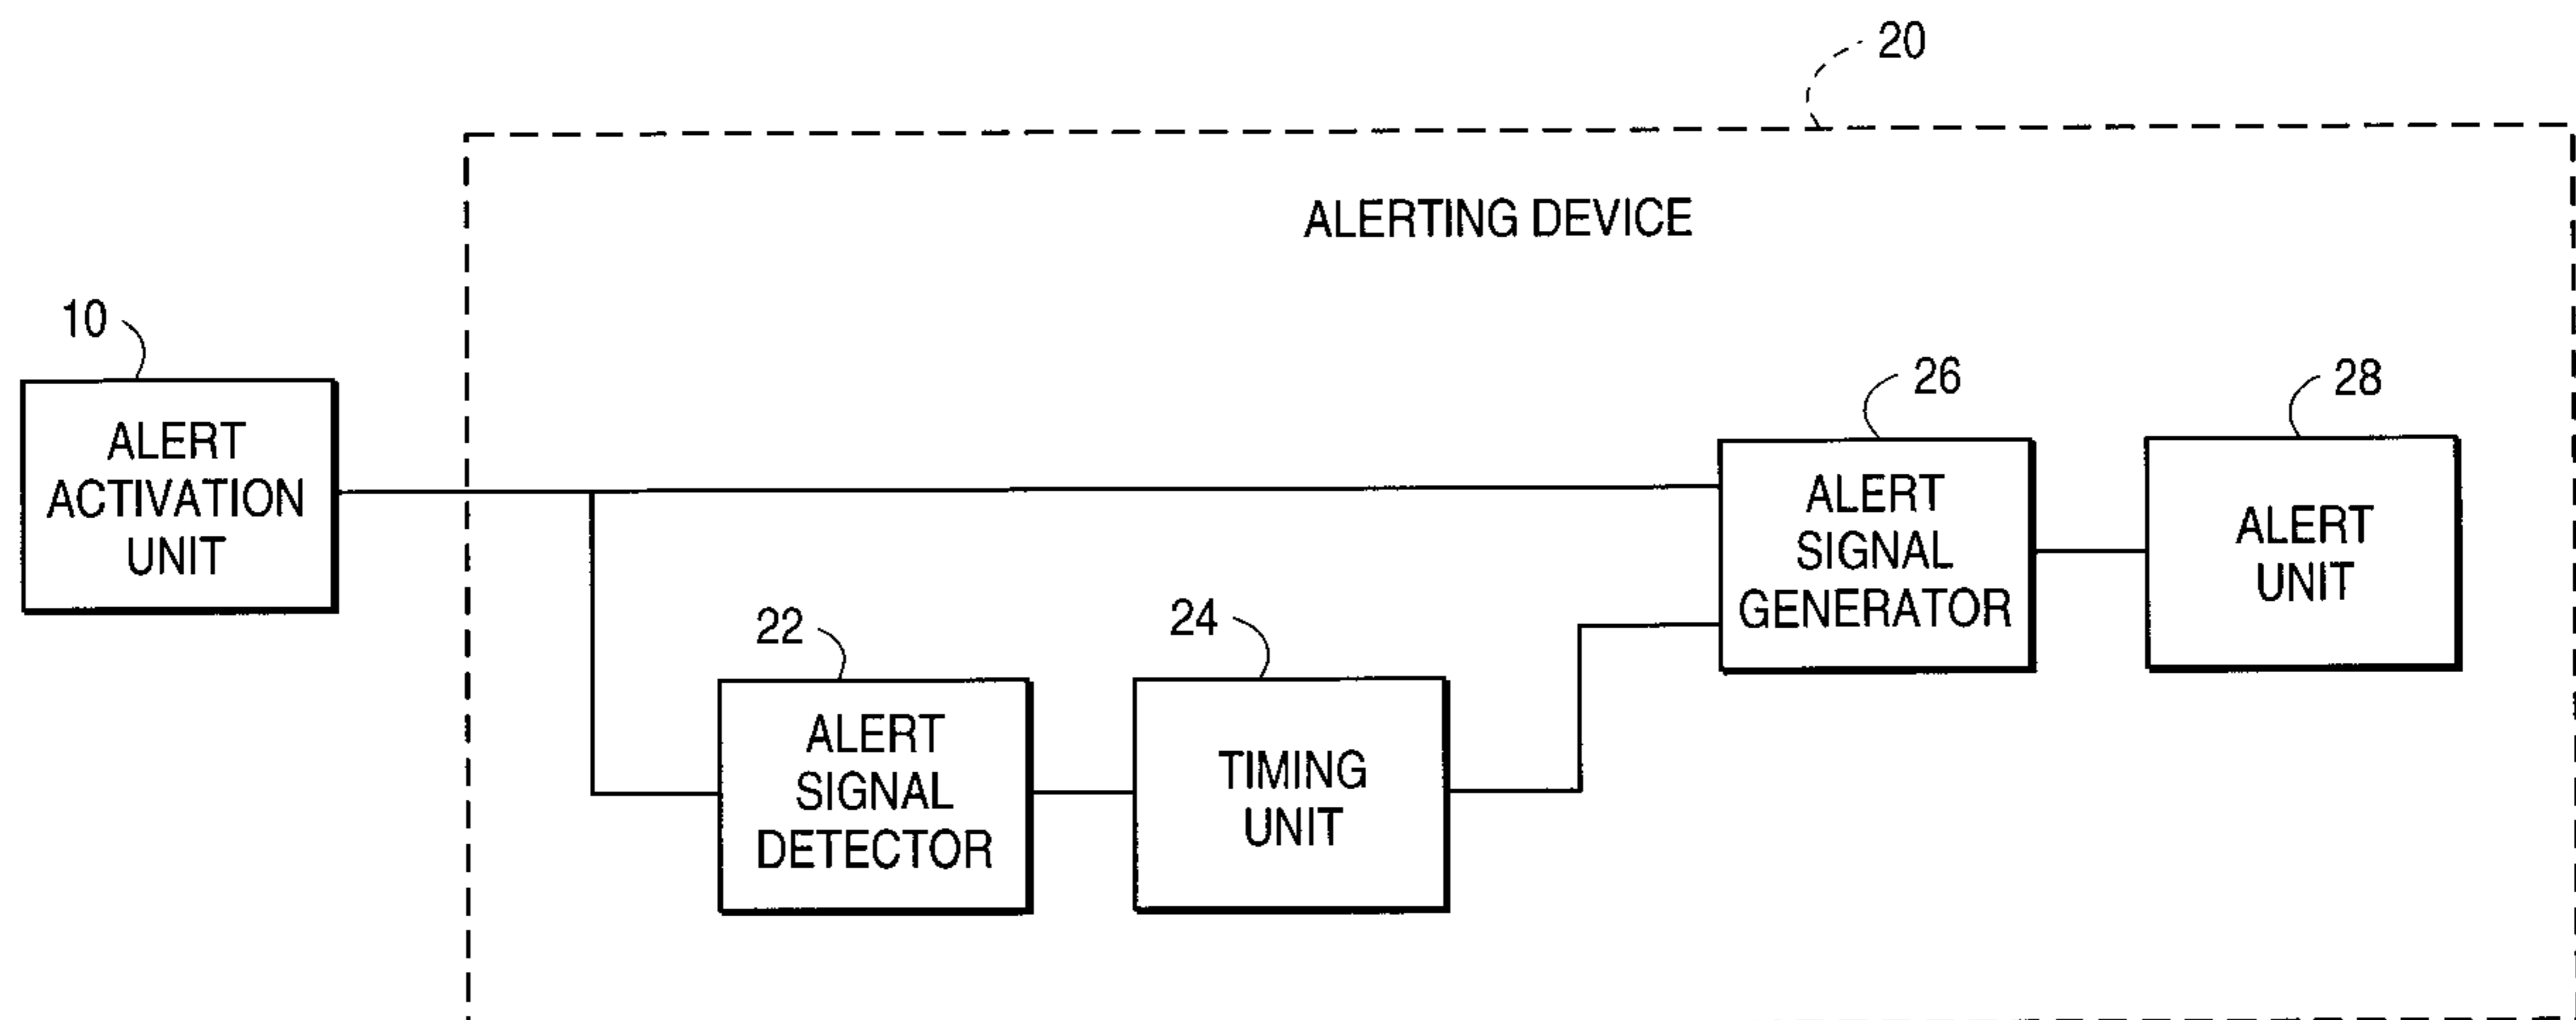 20
ALERTING DEVICE
10
ALERT
ACTIVATION
UNIT
26
ALERT
SIGNAL
GENERATOR
28
ALERT
UNIT
22
ALERT
SIGNAL
DETECTOR
24
TIMING
UNIT